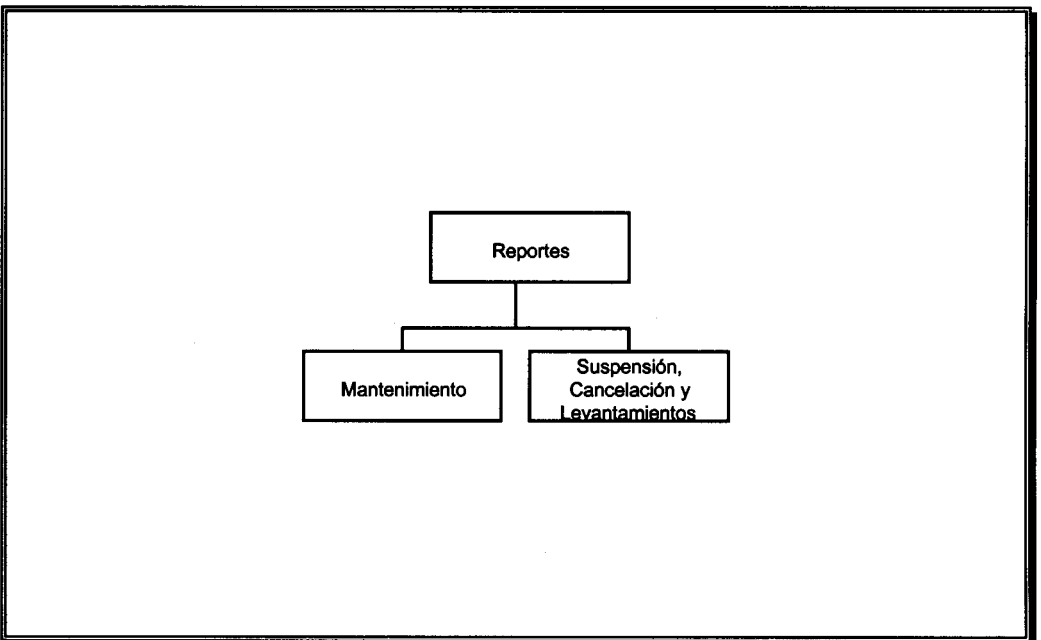 Reportes
Mantenimiento
Suspensión,
Cancelación y
Levantamientos